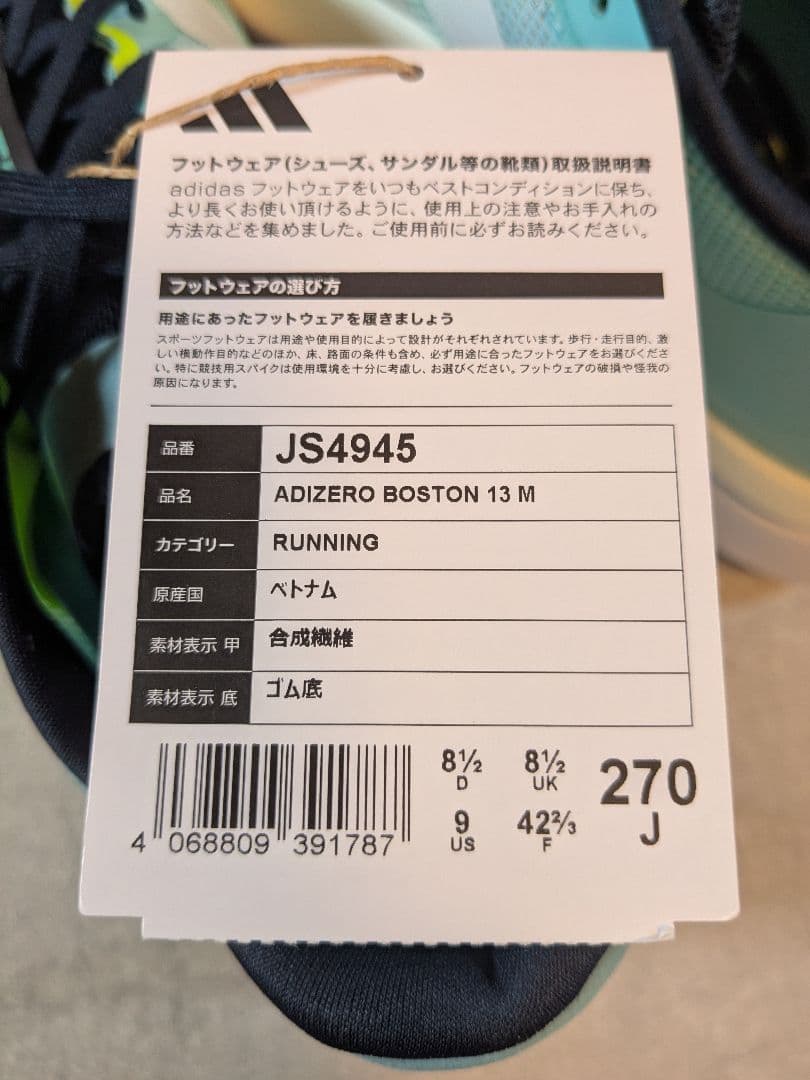 フットウェア(シューズ、サンダル等の靴類)取扱説明書
adidas フットウェアをいつもベストコンディションに保ち、
より長くお使い頂けるように、使用上の注意やお手入れの
方法などを集めました。ご使用前に必ずお読みください。
フットウェアの選び方
用途にあったフットウェアを履きましょう
スポーツフットウェアは用途や使用目的によって設計がそれぞれされています。歩行・走行目的、激
しい横動作目的などのほか、床、路面の条件も含め、必ず用途に合ったフットウェアをお選びくださ
い。特に競技用スパイクは使用環境を十分に考慮し、お選びください。フットウェアの破損や怪我の
原因になります。
品番 JS4945
品名 ADIZERO BOSTON 13 M
カテゴリー RUNNING
原産国 ベトナム
素材表示 甲 合成繊維
素材表示 底 ゴム底
8½ 8½ 270
D UK J
9 42⅔
US F
4 068809 391787